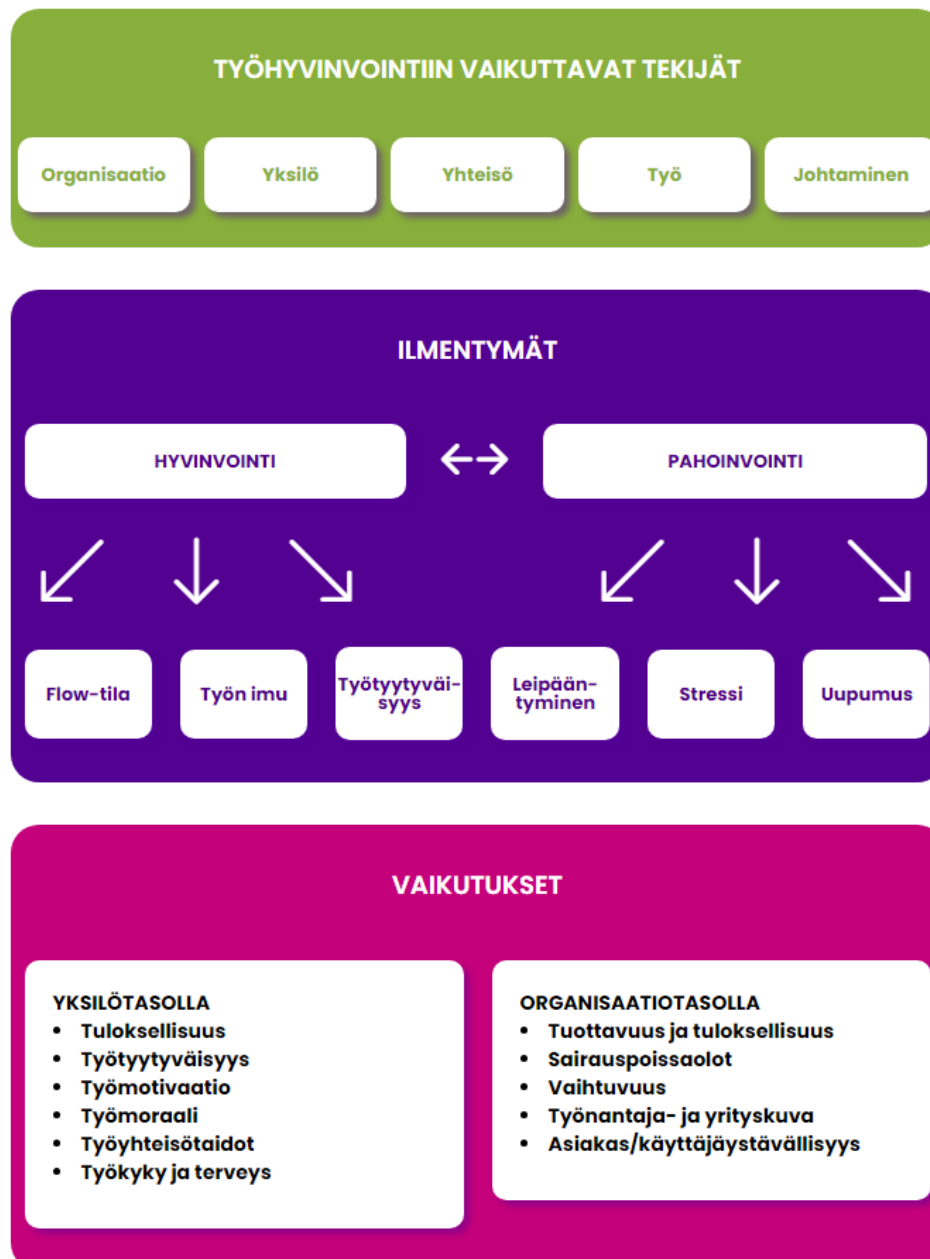 TYÖHYVINVOINTIIN VAIKUTTAVAT TEKIJÄT
Organisaatio
Yksilö
Yhteisö
Työ
Johtaminen
ILMENTYMÄT
HYVINVOINTI
PAHOINVOINTI
Flow-tila
Työn imu
Työtyytyväi-
syys
Leipään-
tyminen
Stressi
Uupumus
VAIKUTUKSET
YKSILÖTASOLLA
• Tuloksellisuus
• Työtyytyväisyys
• Työmotivaatio
• Työmoraali
• Työyhteisötaidot
• Työkyky ja terveys
ORGANISAATIOTASOLLA
• Tuottavuus ja tuloksellisuus
• Sairauspoissaolot
• Vaihtuvuus
• Työnantaja- ja yrityskuva
• Asiakas/käyttäjäystävällisyys